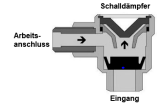 Schalldämpfer
Arbeits-
anschluss
Eingang